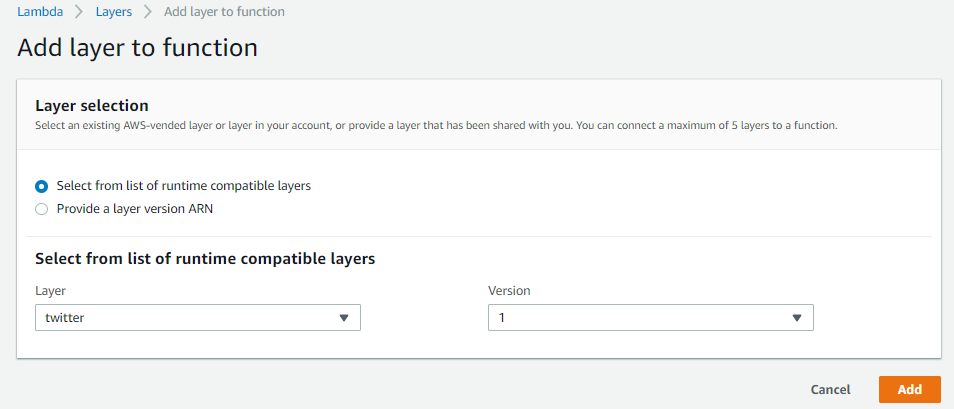 Lambda > Layers > Add layer to function
Add layer to function
Layer selection
Select an existing AWS-vended layer or layer in your account, or provide a layer that has been shared with you. You can connect a maximum of 5 layers to a function.
Select from list of runtime compatible layers
Provide a layer version ARN
Select from list of runtime compatible layers
Layer Version
twitter 1
Cancel Add